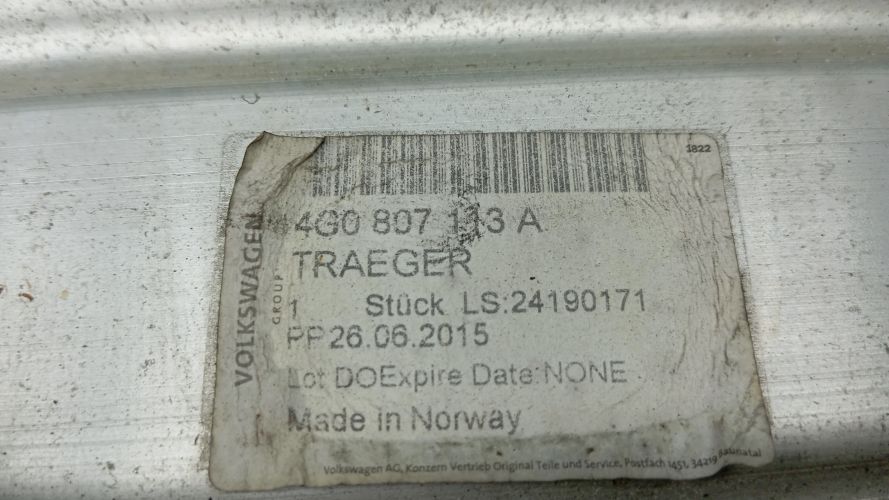 1822
4G0 807 113 A
TRAEGER
1 Stück LS:24190171
PP26.06.2015
Lot DOExpire Date:NONE
Made in Norway
VOLKSWAGEN
GROUP
Volkswagen AG, Konzern Vertrieb Original Teile und Service, Postfach 1451, 34219 Baunatal